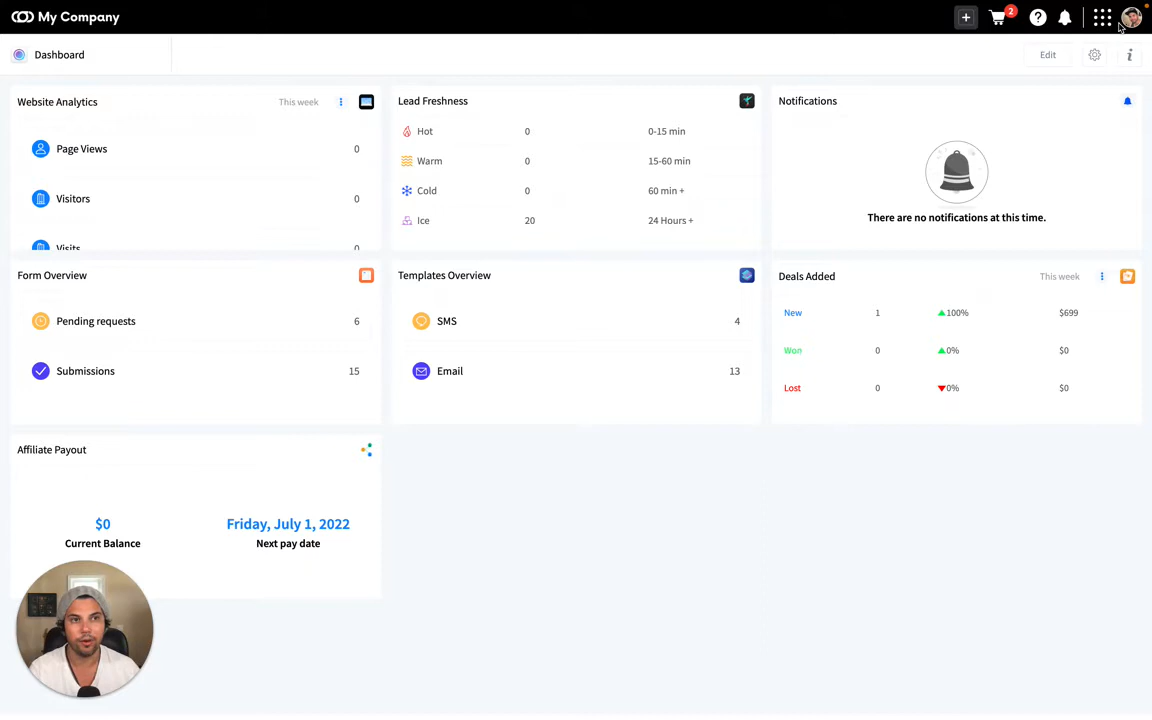 My Company
2
Dashboard
Edit
Website Analytics
This week
Page Views 0
Visitors 0
Visits 0
Lead Freshness
Hot 0 0-15 min
Warm 0 15-60 min
Cold 0 60 min +
Ice 20 24 Hours +
Notifications
There are no notifications at this time.
Form Overview
Pending requests 6
Submissions 15
Templates Overview
SMS 4
Email 13
Deals Added
This week
New 1 100% $699
Won 0 0% $0
Lost 0 0% $0
Affiliate Payout
$0
Current Balance
Friday, July 1, 2022
Next pay date